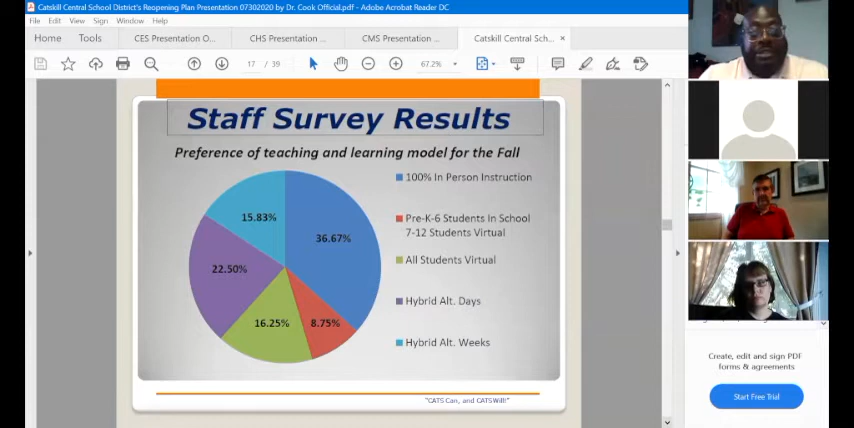 Catskill Central School District's Reopening Plan Presentation 07302020 by Dr. Cook Official.pdf - Adobe Acrobat Reader DC
File Edit View Sign Window Help
Home Tools CES Presentation O... CHS Presentation ... CMS Presentation ... Catskill Central Sch... ×
17 / 39 67.2%
Staff Survey Results
Preference of teaching and learning model for the Fall
100% In Person Instruction
Pre-K-6 Students In School
7-12 Students Virtual
All Students Virtual
Hybrid Alt. Days
Hybrid Alt. Weeks
15.83%
36.67%
22.50%
16.25%
8.75%
"CATS Can, and CATS Will!"
Create, edit and sign PDF
forms & agreements
Start Free Trial